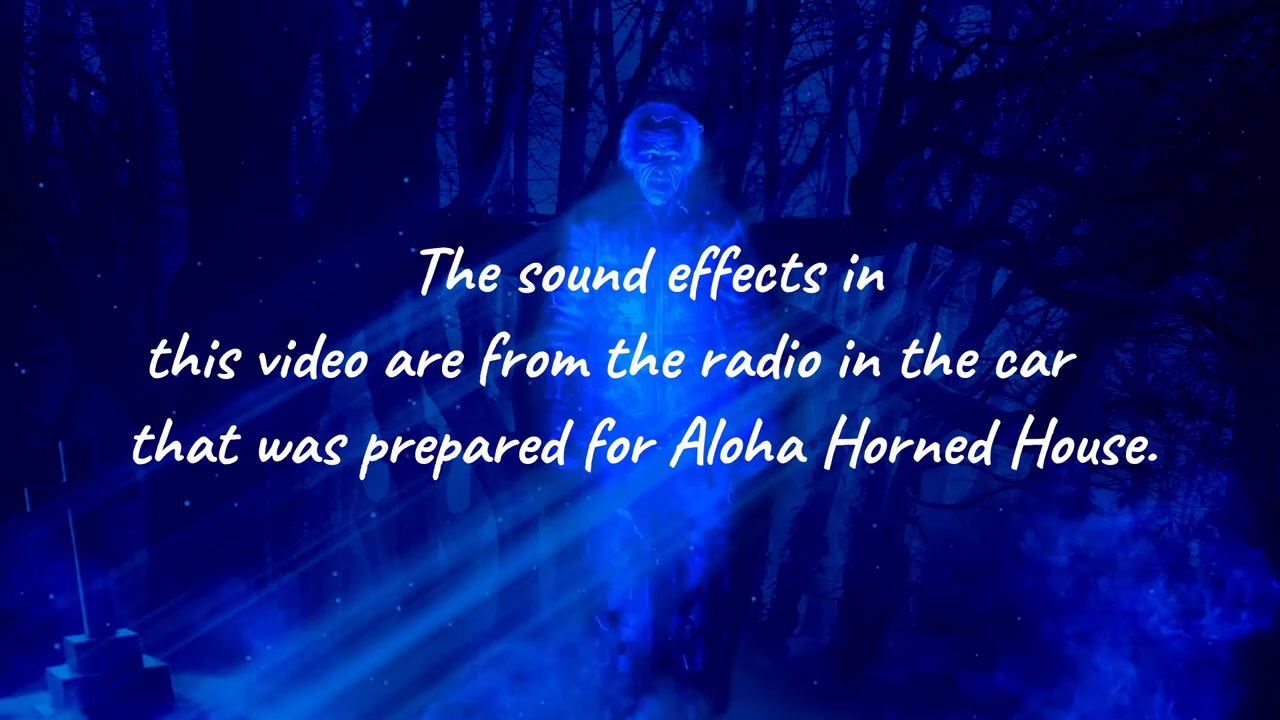 The sound effects in
this video are from the radio in the car
that was prepared for Aloha Horned House.